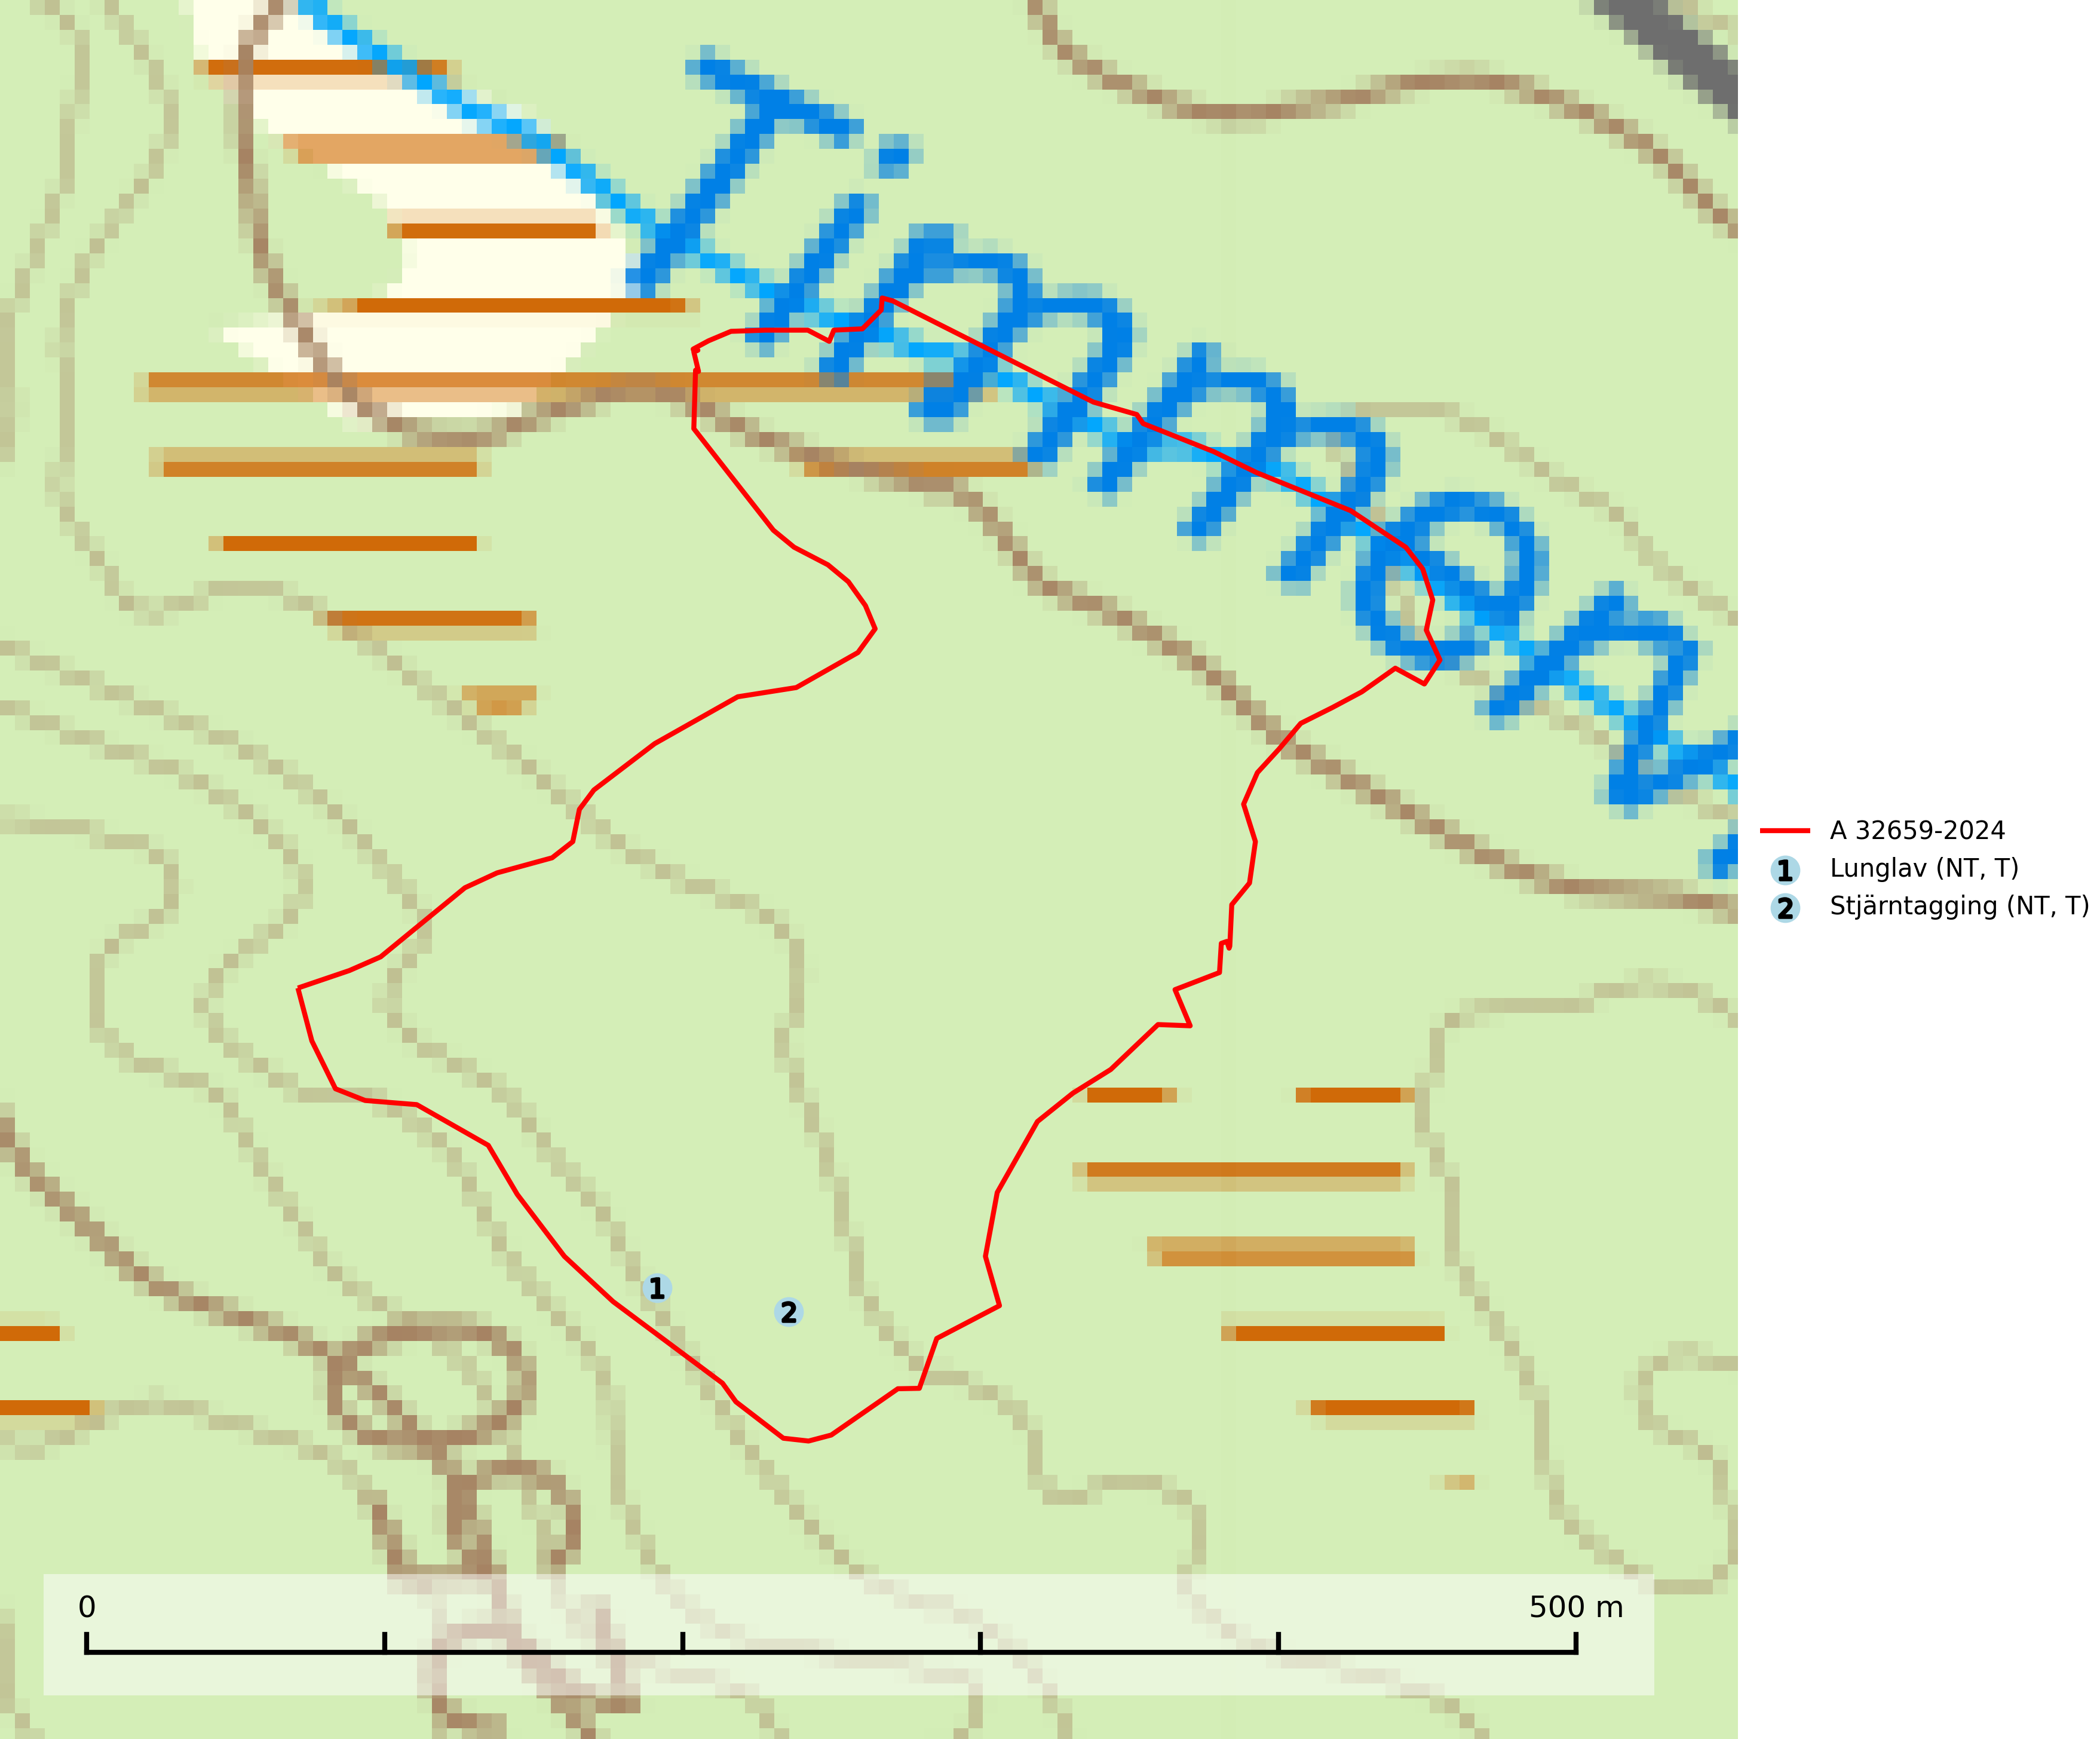 A 32659-2024
1 Lunglav (NT, T)
2 Stjärntagging (NT, T)
1
2
0 500 m